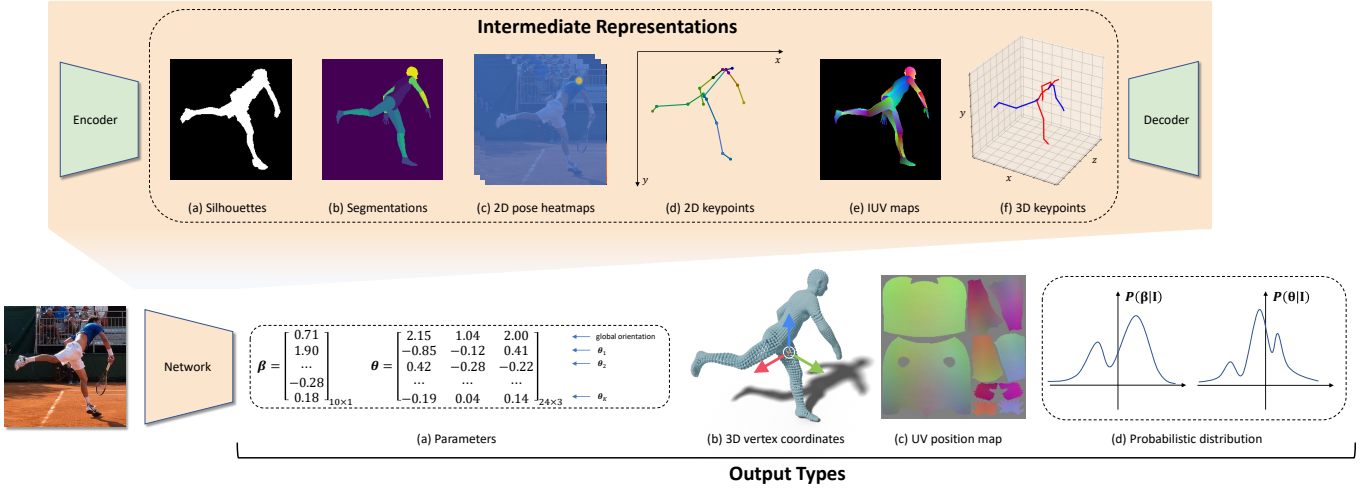 Intermediate Representations
Encoder
x
y
y
x
z
Decoder
(a) Silhouettes
(b) Segmentations
(c) 2D pose heatmaps
(d) 2D keypoints
(e) IUV maps
(f) 3D keypoints
Network
β =
0.71
1.90
...
−0.28
0.18
10×1
θ =
2.15 1.04 2.00
−0.85 −0.12 0.41
0.42 −0.28 −0.22
... ... ...
−0.19 0.04 0.14
24×3
global orientation
θ1
θ2
θK
P(β|I)
P(θ|I)
(a) Parameters
(b) 3D vertex coordinates
(c) UV position map
(d) Probabilistic distribution
Output Types